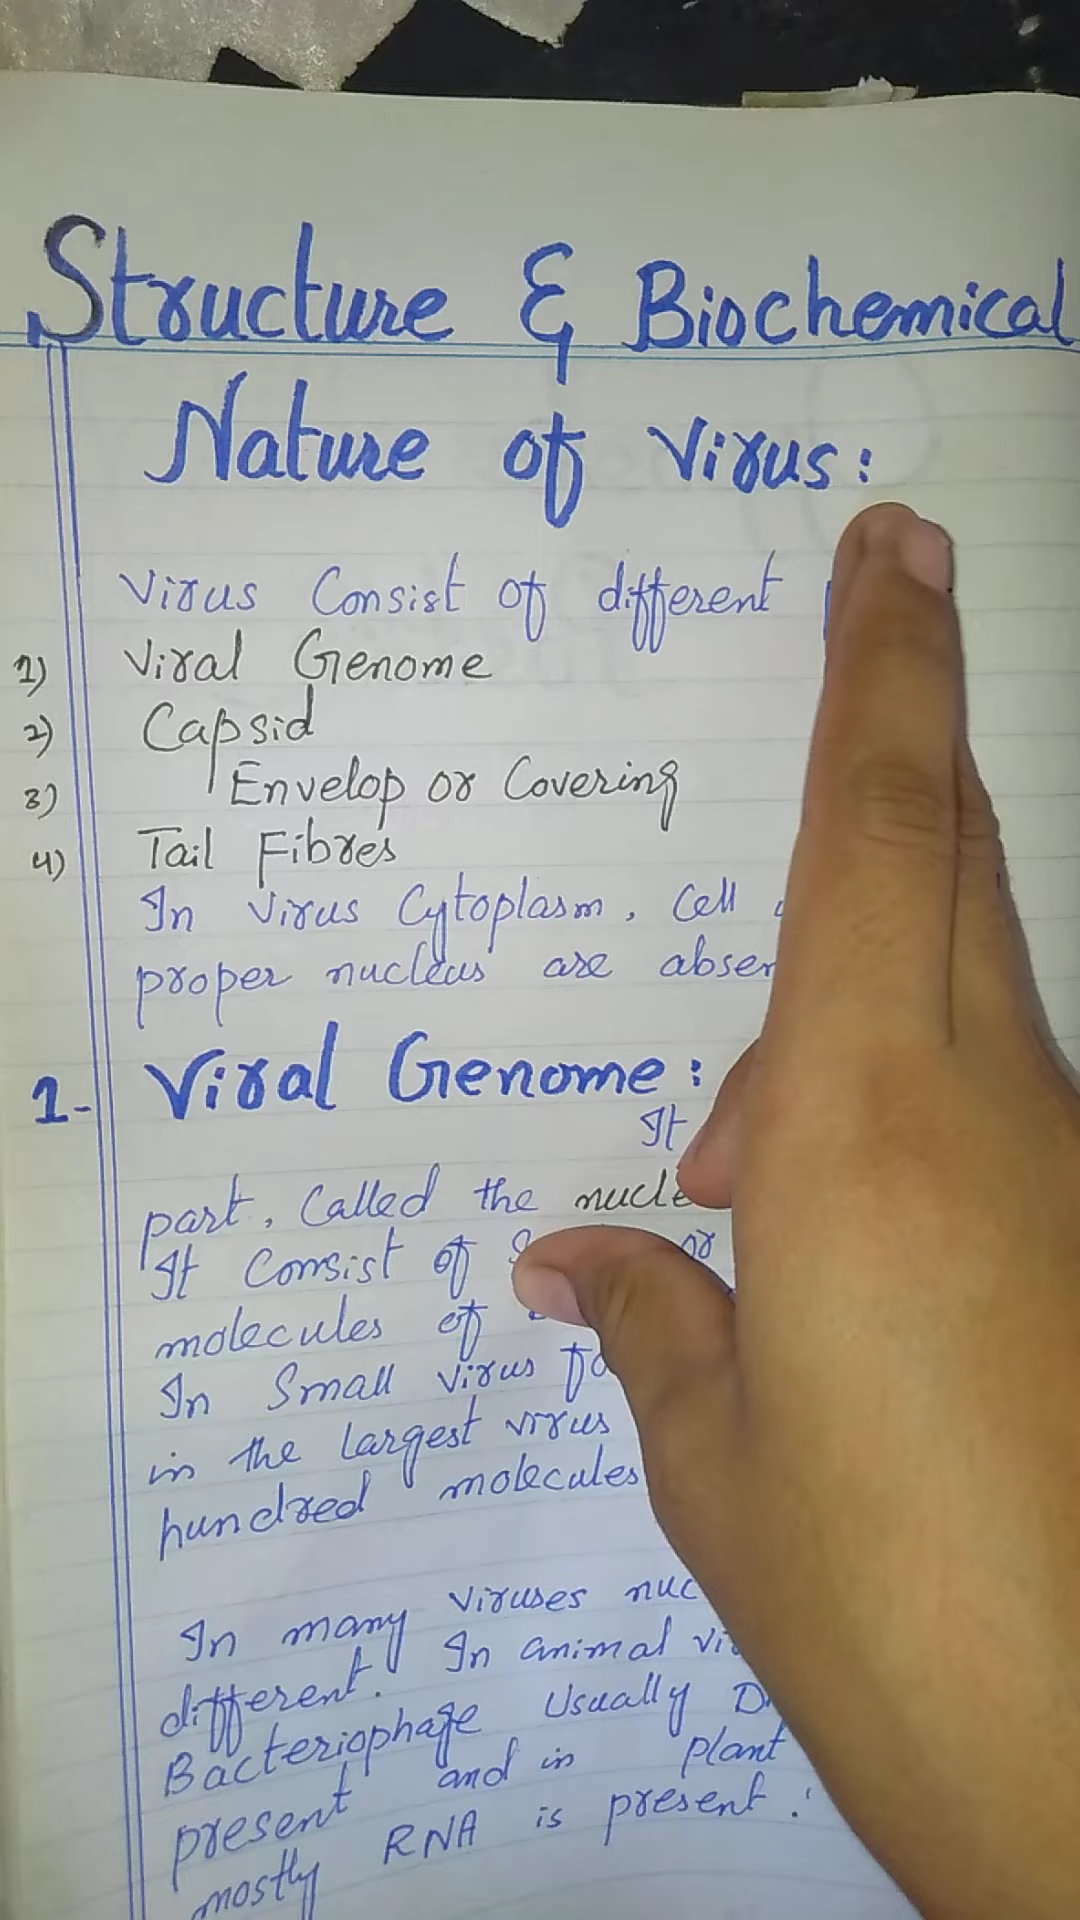 Structure & Biochemical
Nature of Virus:
Virus Consist of different
1) Viral Genome
2) Capsid
3) Envelop or Covering
4) Tail Fibres
In Virus Cytoplasm, Cell
proper nucleus are absen
1- Viral Genome:
It
part, Called the nucle
It Consist of or
molecules of
In Small virus
in the largest virus
hundred molecules
In many Viruses nuc
different. In animal vi
Bacteriophage Usually D
present and in plant
mostly RNA is present.